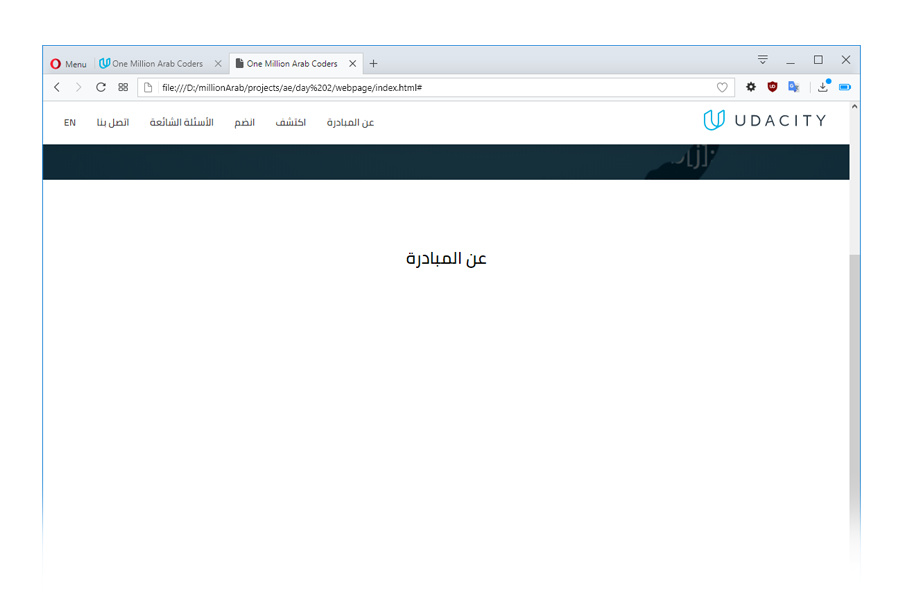 Menu
One Million Arab Coders
One Million Arab Coders
file:///D:/millionArab/projects/ae/day%202/webpage/index.html#
عن المبادرة
اكتشف
انضم
الأسئلة الشائعة
اتصل بنا
EN
UDACITY
[j]
عن المبادرة